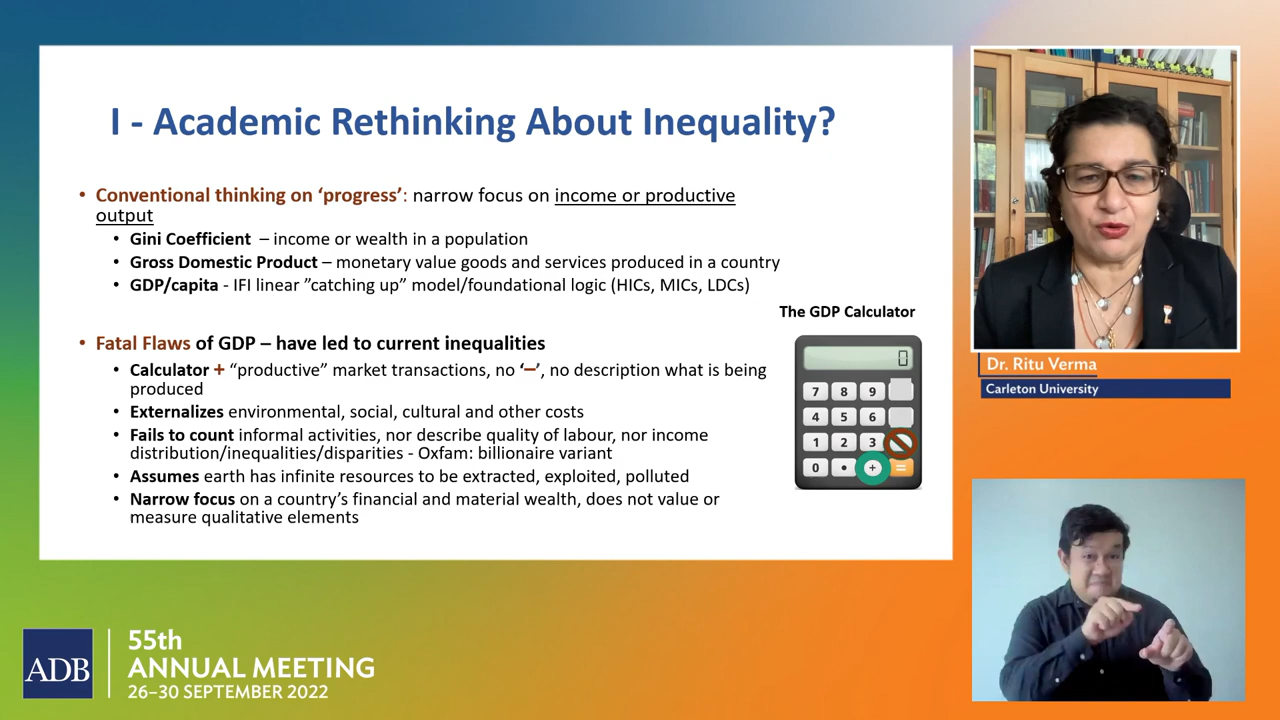 I - Academic Rethinking About Inequality?
• Conventional thinking on ‘progress’: narrow focus on income or productive
output
• Gini Coefficient – income or wealth in a population
• Gross Domestic Product – monetary value goods and services produced in a country
• GDP/capita - IFI linear ”catching up” model/foundational logic (HICs, MICs, LDCs)
The GDP Calculator
• Fatal Flaws of GDP – have led to current inequalities
• Calculator + “productive” market transactions, no ‘–’, no description what is being
produced
• Externalizes environmental, social, cultural and other costs
• Fails to count informal activities, nor describe quality of labour, nor income
distribution/inequalities/disparities - Oxfam: billionaire variant
• Assumes earth has infinite resources to be extracted, exploited, polluted
• Narrow focus on a country’s financial and material wealth, does not value or
measure qualitative elements
0
7 8 9
4 5 6
1 2 3
0 • + =
Dr. Ritu Verma
Carleton University
ADB
55th
ANNUAL MEETING
26–30 SEPTEMBER 2022